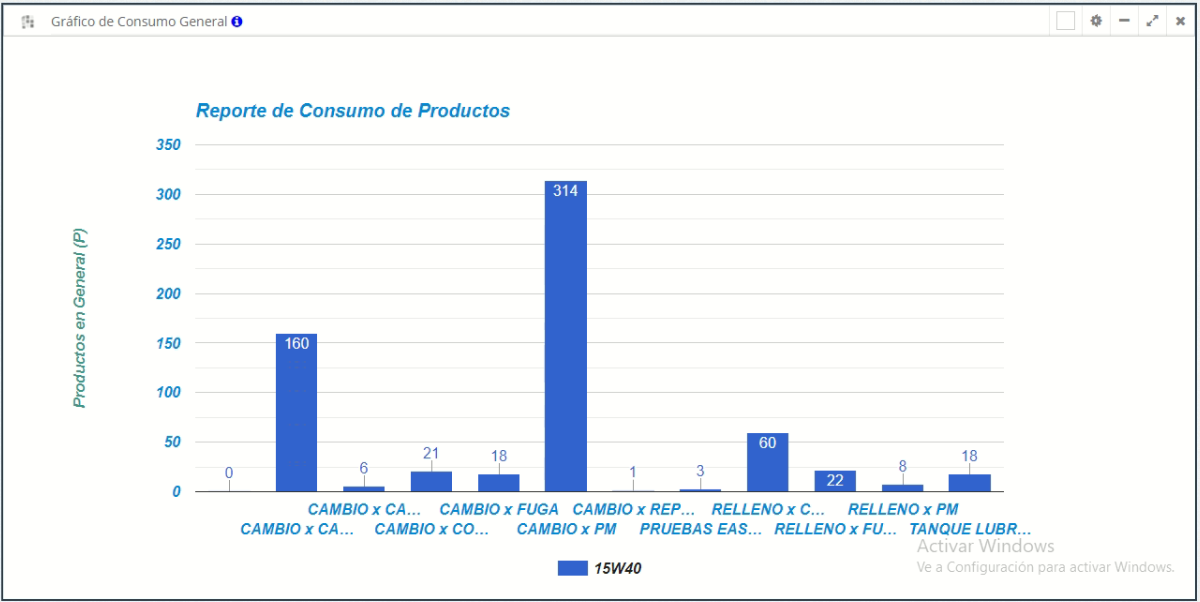 Gráfico de Consumo General
Reporte de Consumo de Productos
350
300
250
200
150
100
50
0
Productos en General (P)
0
160
6
21
18
314
1
3
60
22
8
18
CAMBIO x CA...
CAMBIO x CA...
CAMBIO x CO...
CAMBIO x FUGA
CAMBIO x PM
CAMBIO x REP...
PRUEBAS EAS...
RELLENO x C...
RELLENO x FU...
RELLENO x PM
TANQUE LUBR...
15W40
Activar Windows
Ve a Configuración para activar Windows.